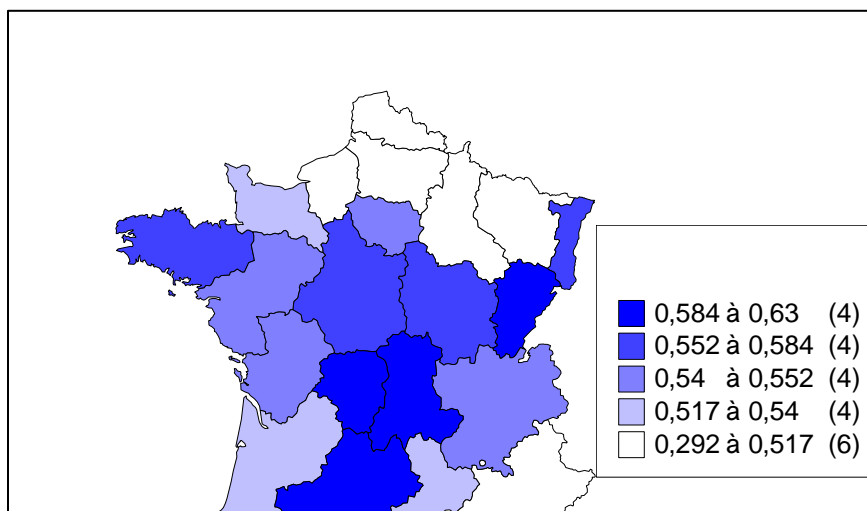 0,584 à 0,63 (4)
0,552 à 0,584 (4)
0,54 à 0,552 (4)
0,517 à 0,54 (4)
0,292 à 0,517 (6)